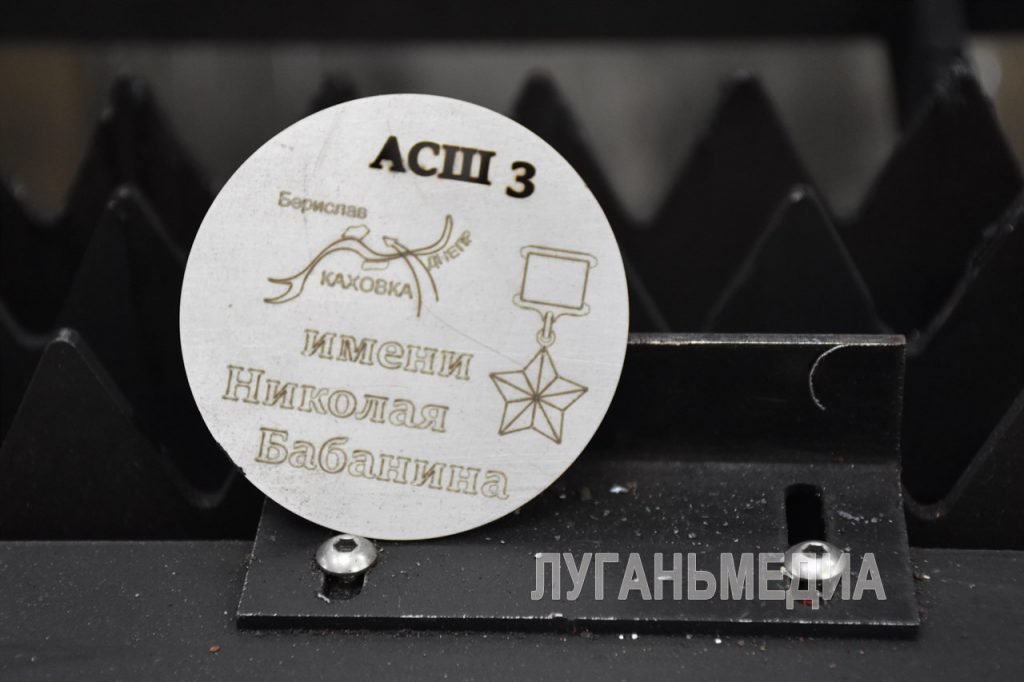 АСШ 3
Берислав
ДНЕПР
КАХОВКА
имени
Николая
Бабанина
ЛУГАНЬМЕДИА